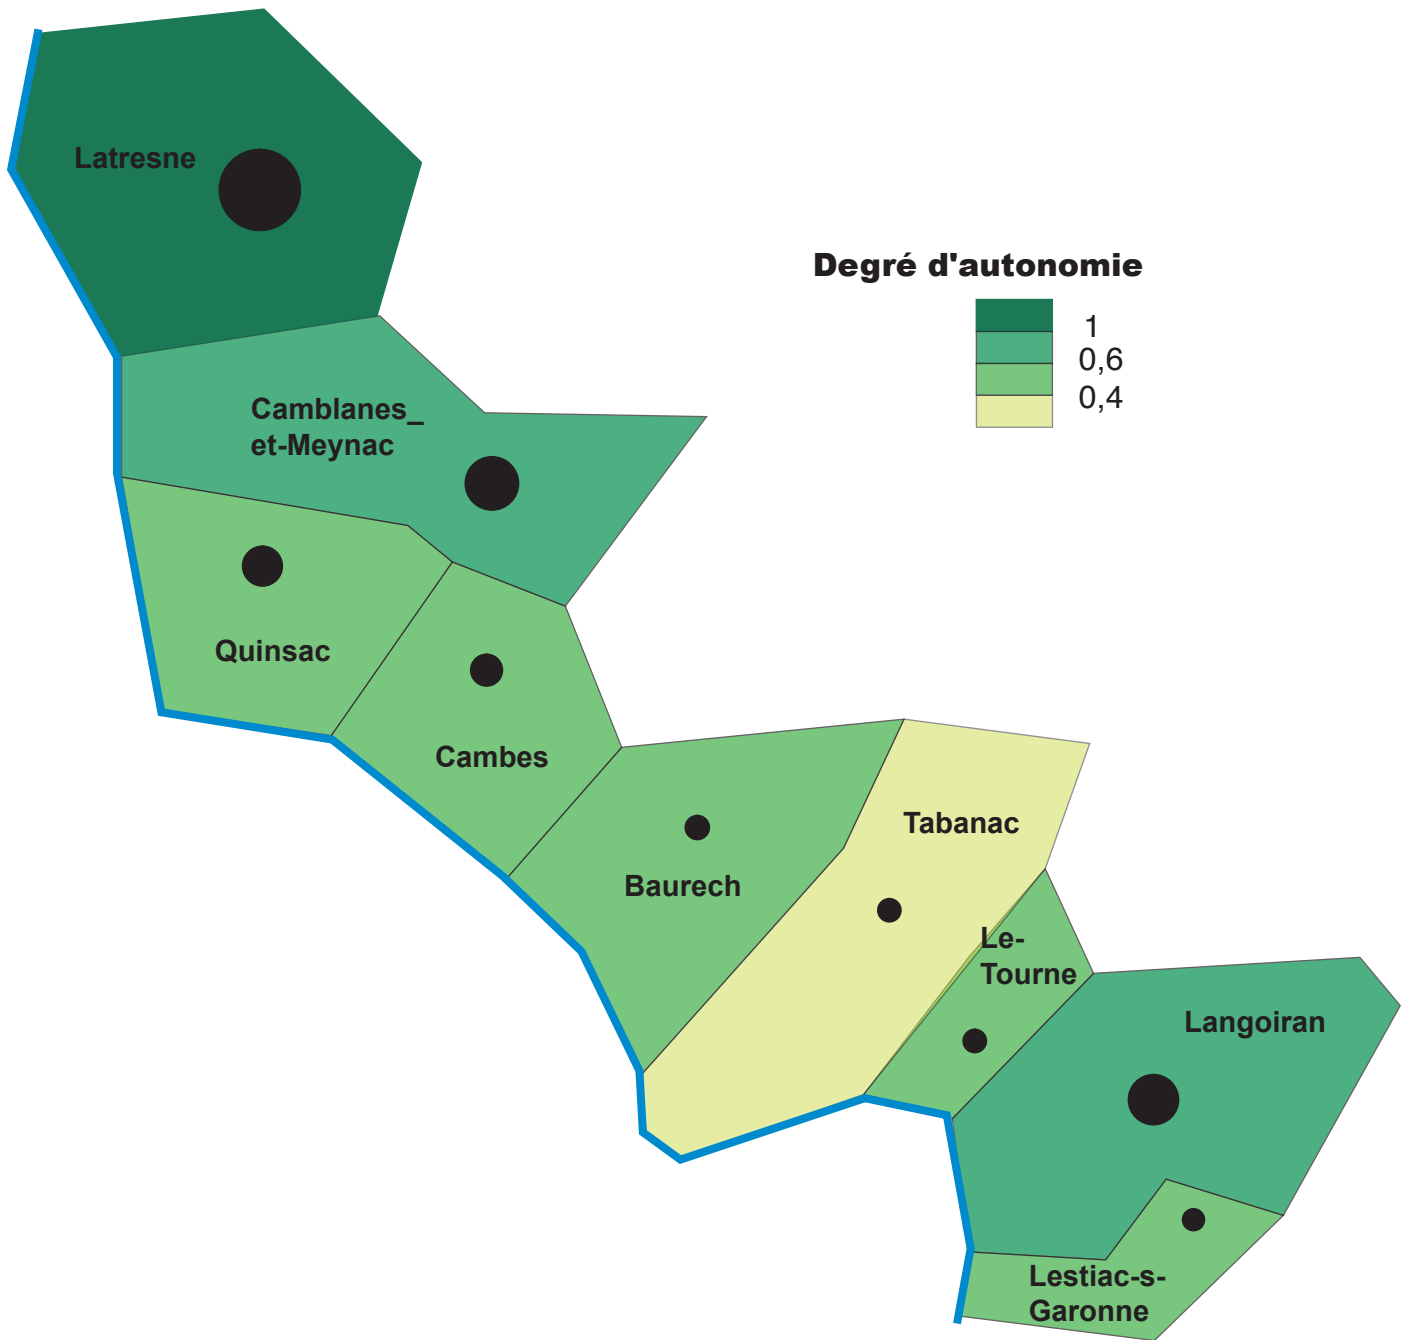 Latresne
Degré d'autonomie
1
0,6
0,4
Camblanes_
et-Meynac
Quinsac
Cambes
Tabanac
Baurech
Le-
Tourne
Langoiran
Lestiac-s-
Garonne